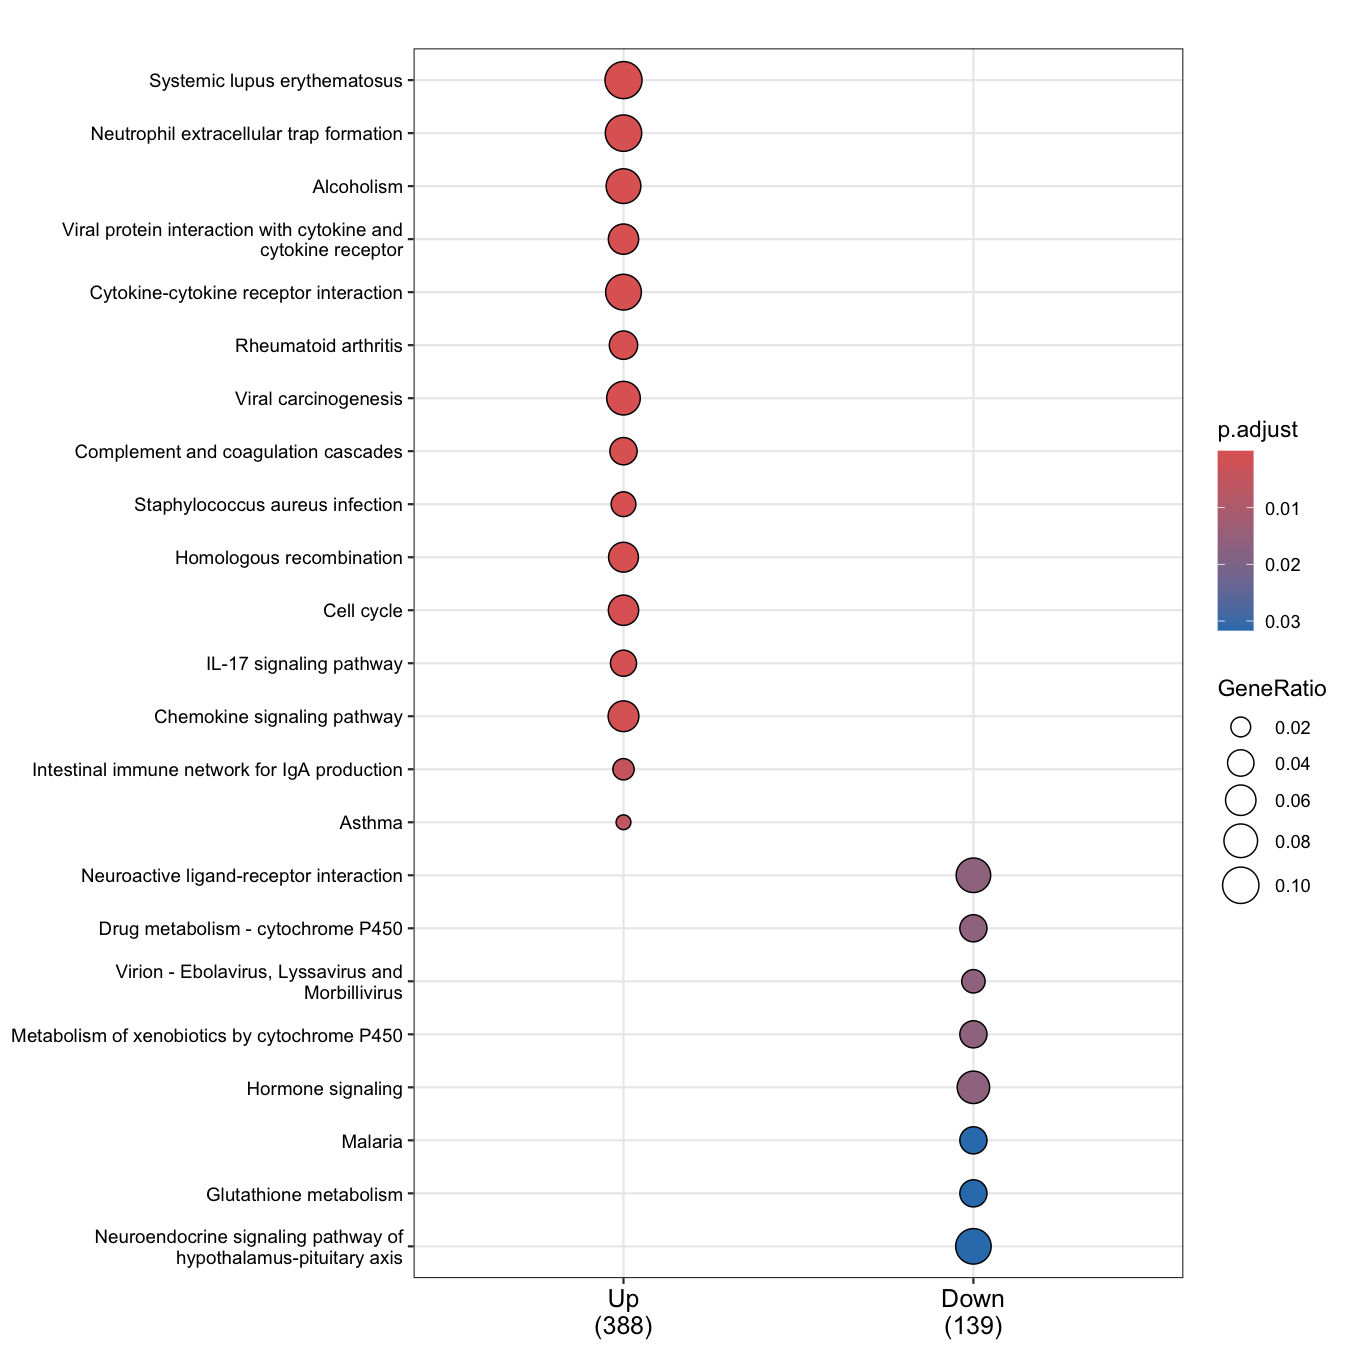 Systemic lupus erythematosus
Neutrophil extracellular trap formation
Alcoholism
Viral protein interaction with cytokine and
cytokine receptor
Cytokine-cytokine receptor interaction
Rheumatoid arthritis
Viral carcinogenesis
Complement and coagulation cascades
Staphylococcus aureus infection
Homologous recombination
Cell cycle
IL-17 signaling pathway
Chemokine signaling pathway
Intestinal immune network for IgA production
Asthma
Neuroactive ligand-receptor interaction
Drug metabolism - cytochrome P450
Virion - Ebolavirus, Lyssavirus and
Morbillivirus
Metabolism of xenobiotics by cytochrome P450
Hormone signaling
Malaria
Glutathione metabolism
Neuroendocrine signaling pathway of
hypothalamus-pituitary axis
Up
(388)
Down
(139)
p.adjust
0.01
0.02
0.03
GeneRatio
0.02
0.04
0.06
0.08
0.10